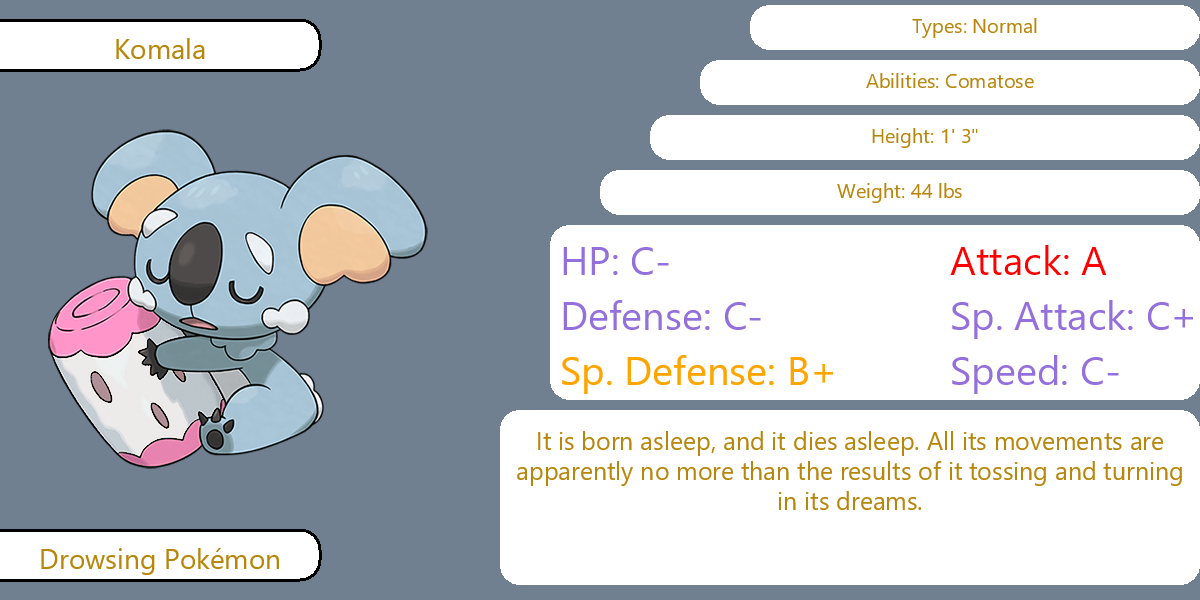 Komala
Types: Normal
Abilities: Comatose
Height: 1' 3"
Weight: 44 lbs
HP: C-
Attack: A
Defense: C-
Sp. Attack: C+
Sp. Defense: B+
Speed: C-
It is born asleep, and it dies asleep. All its movements are
apparently no more than the results of it tossing and turning
in its dreams.
Drowsing Pokémon